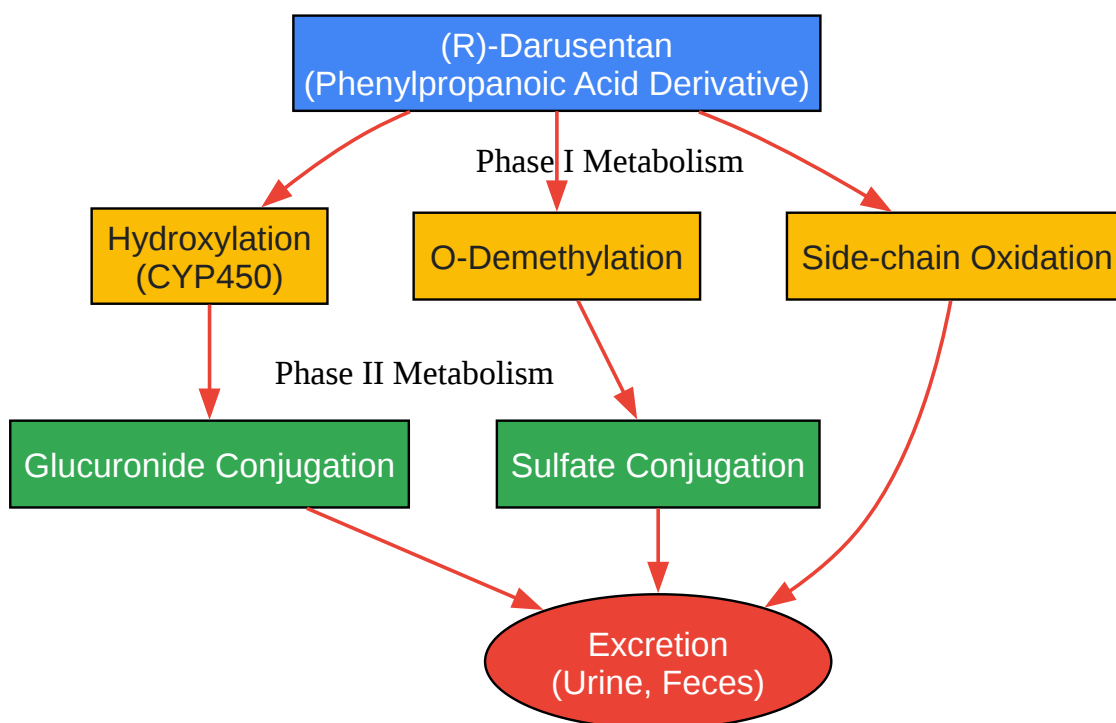 (R)-Darusentan
(Phenylpropanoic Acid Derivative)
Phase I Metabolism
Hydroxylation
(CYP450)
O-Demethylation
Side-chain Oxidation
Phase II Metabolism
Glucuronide Conjugation
Sulfate Conjugation
Excretion
(Urine, Feces)